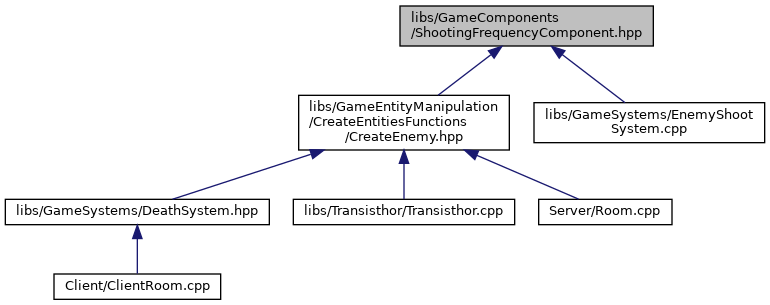 libs/GameComponents
/ShootingFrequencyComponent.hpp
libs/GameEntityManipulation
/CreateEntitiesFunctions
/CreateEnemy.hpp
libs/GameSystems/EnemyShoot
System.cpp
libs/GameSystems/DeathSystem.hpp
libs/Transisthor/Transisthor.cpp
Server/Room.cpp
Client/ClientRoom.cpp